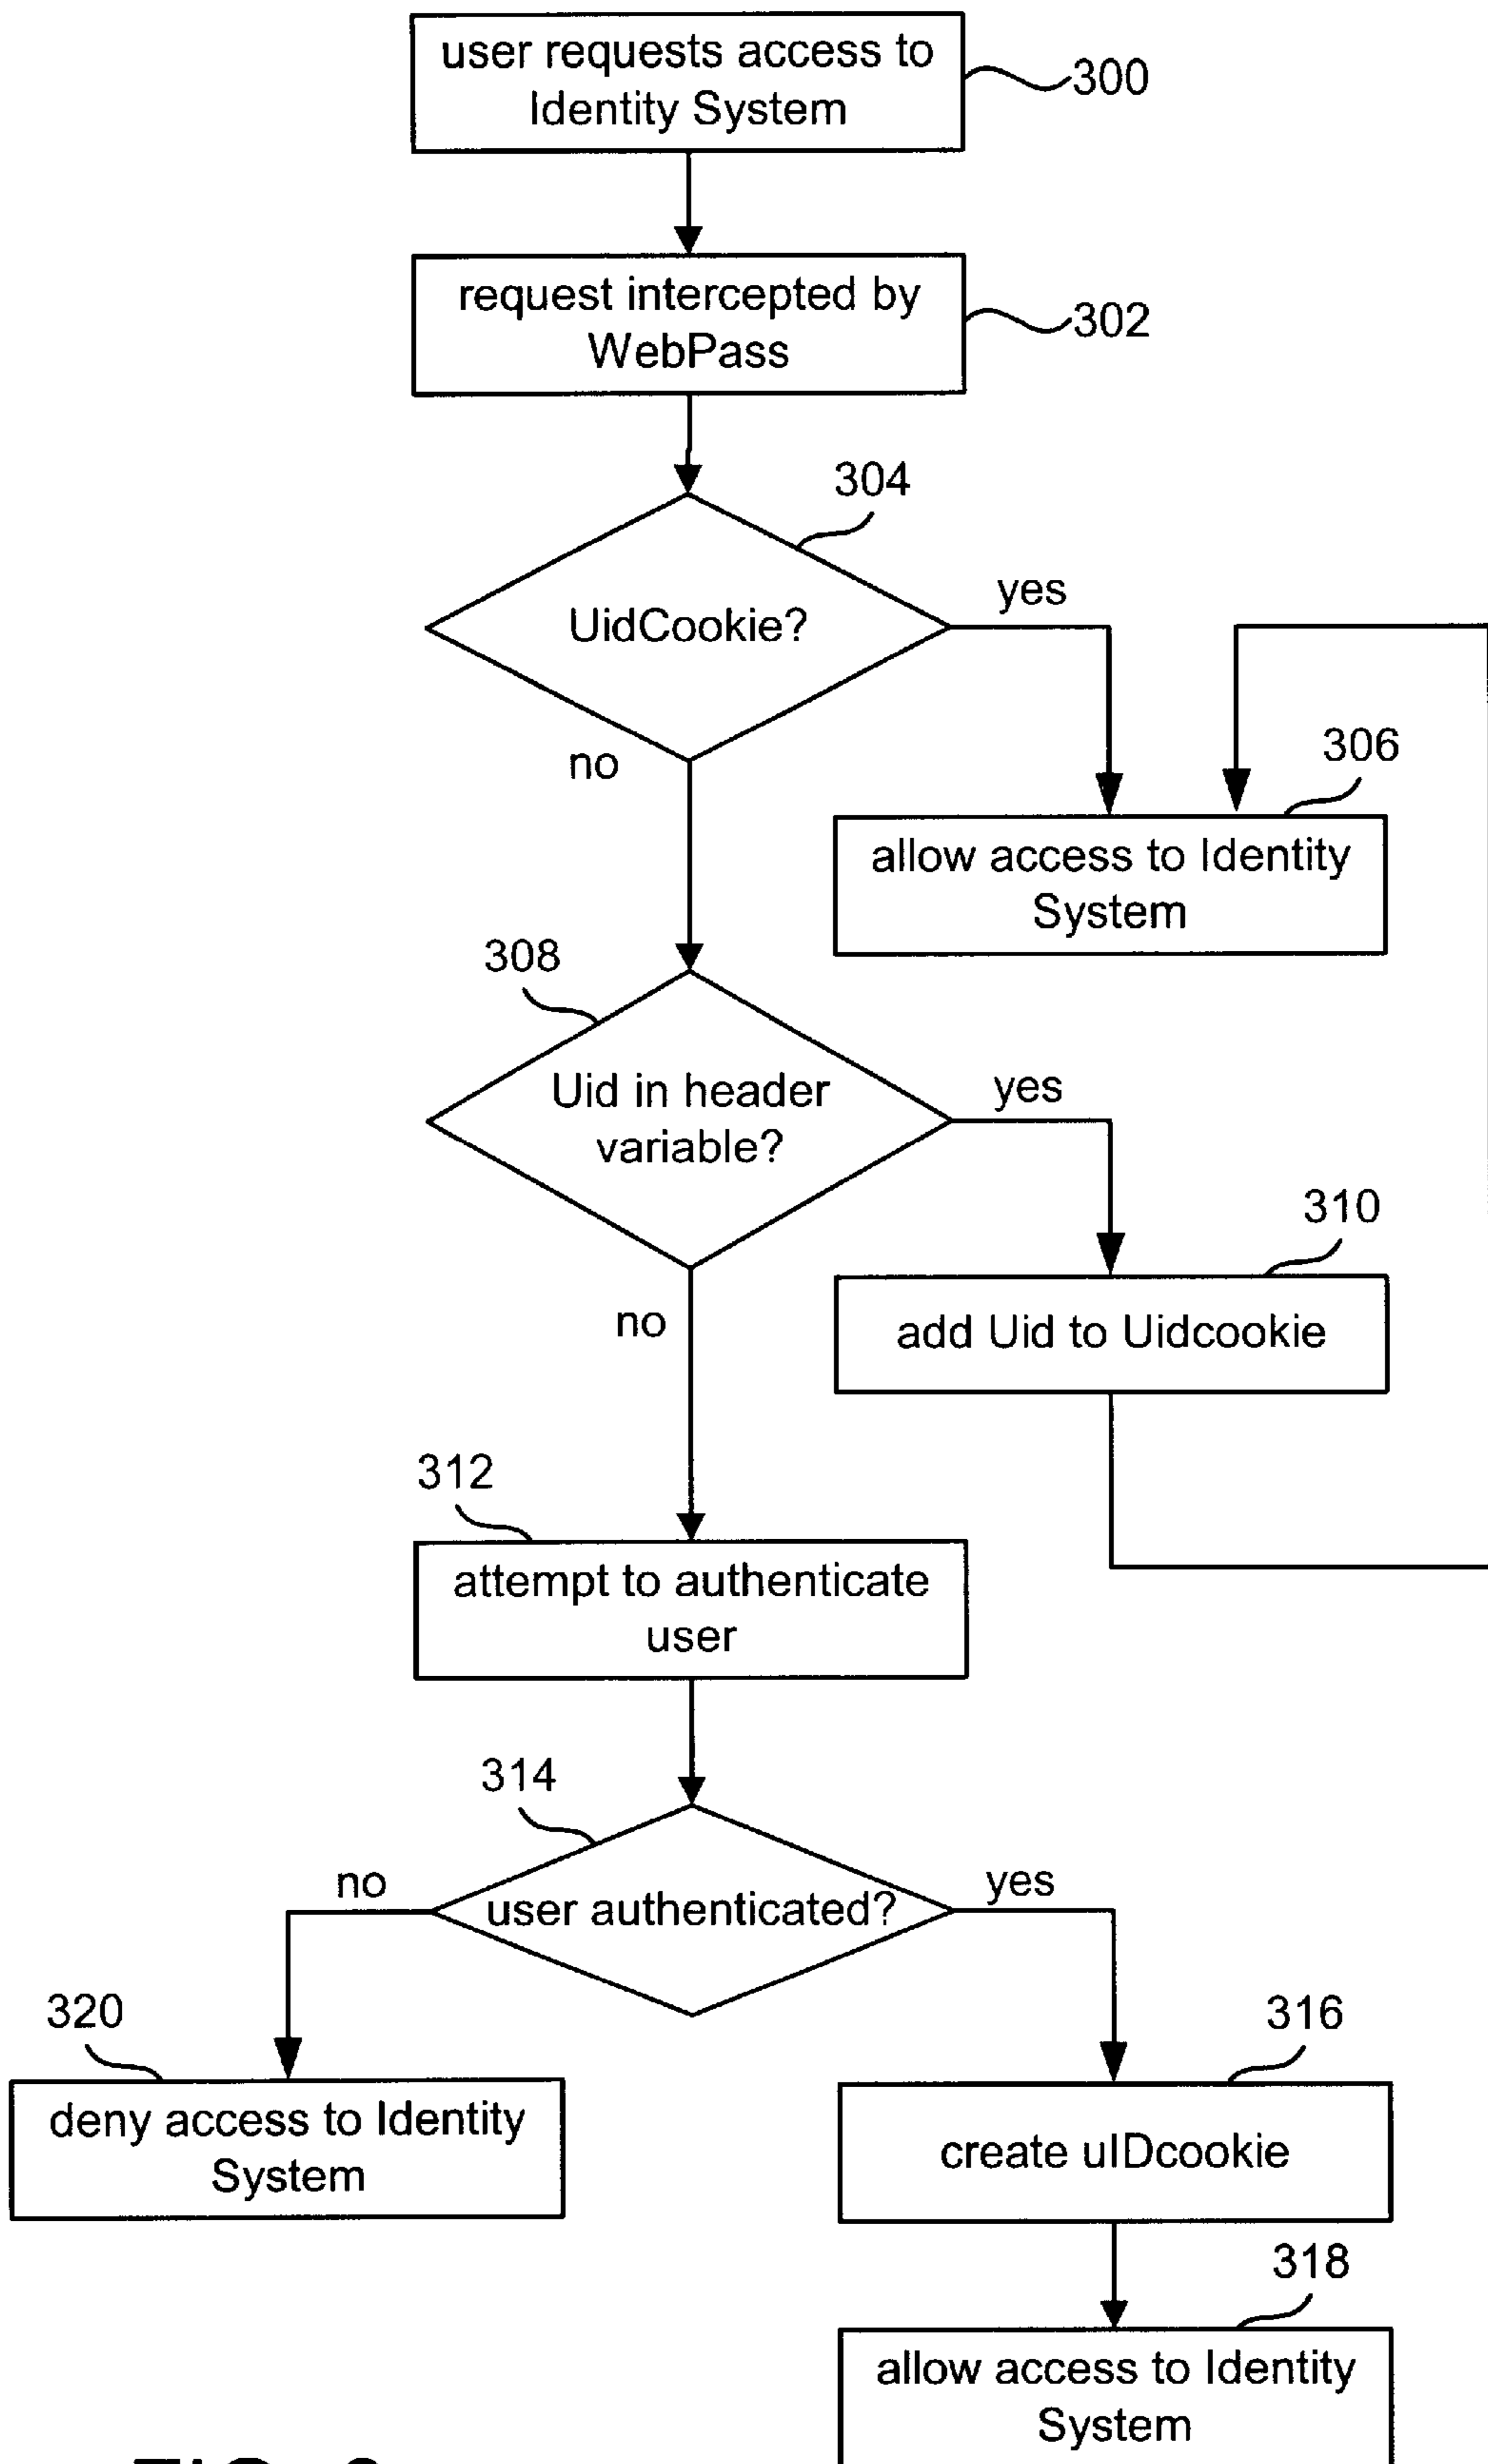 user requests access to
Identity System
300
request intercepted by
WebPass
302
304
UidCookie?
yes
no
306
allow access to Identity
System
308
Uid in header
variable?
yes
no
310
add Uid to Uidcookie
312
attempt to authenticate
user
314
user authenticated?
no
yes
320
deny access to Identity
System
316
create uIDcookie
318
allow access to Identity
System